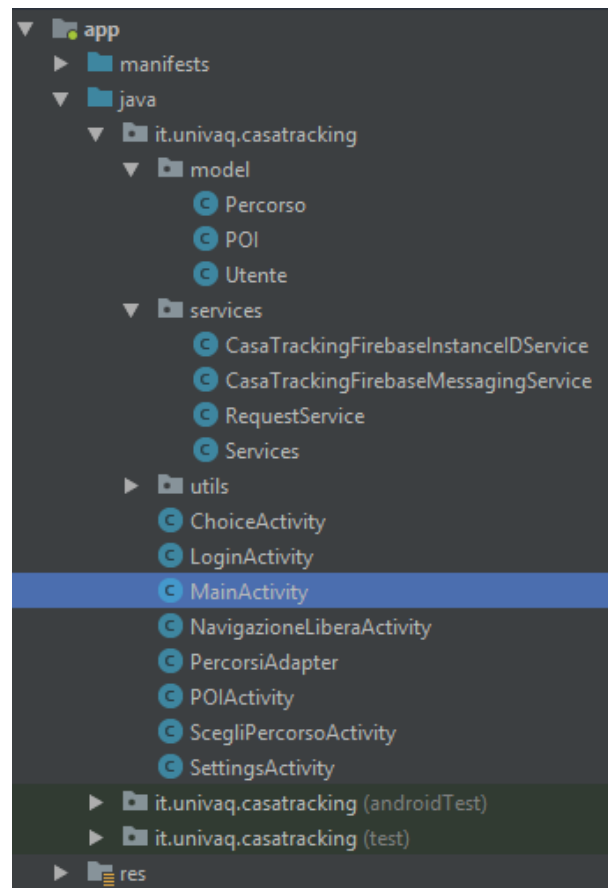 app
manifests
java
it.univaq.casatracking
model
Percorso
POI
Utente
services
CasaTrackingFirebaseInstanceIDService
CasaTrackingFirebaseMessagingService
RequestService
Services
utils
ChoiceActivity
LoginActivity
MainActivity
NavigazioneLiberaActivity
PercorsiAdapter
POIActivity
ScegliPercorsoActivity
SettingsActivity
it.univaq.casatracking (androidTest)
it.univaq.casatracking (test)
res